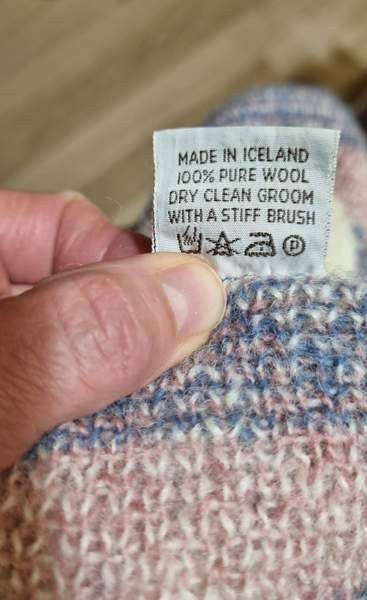 MADE IN ICELAND
100% PURE WOOL
DRY CLEAN GROOM
WITH A STIFF BRUSH
P